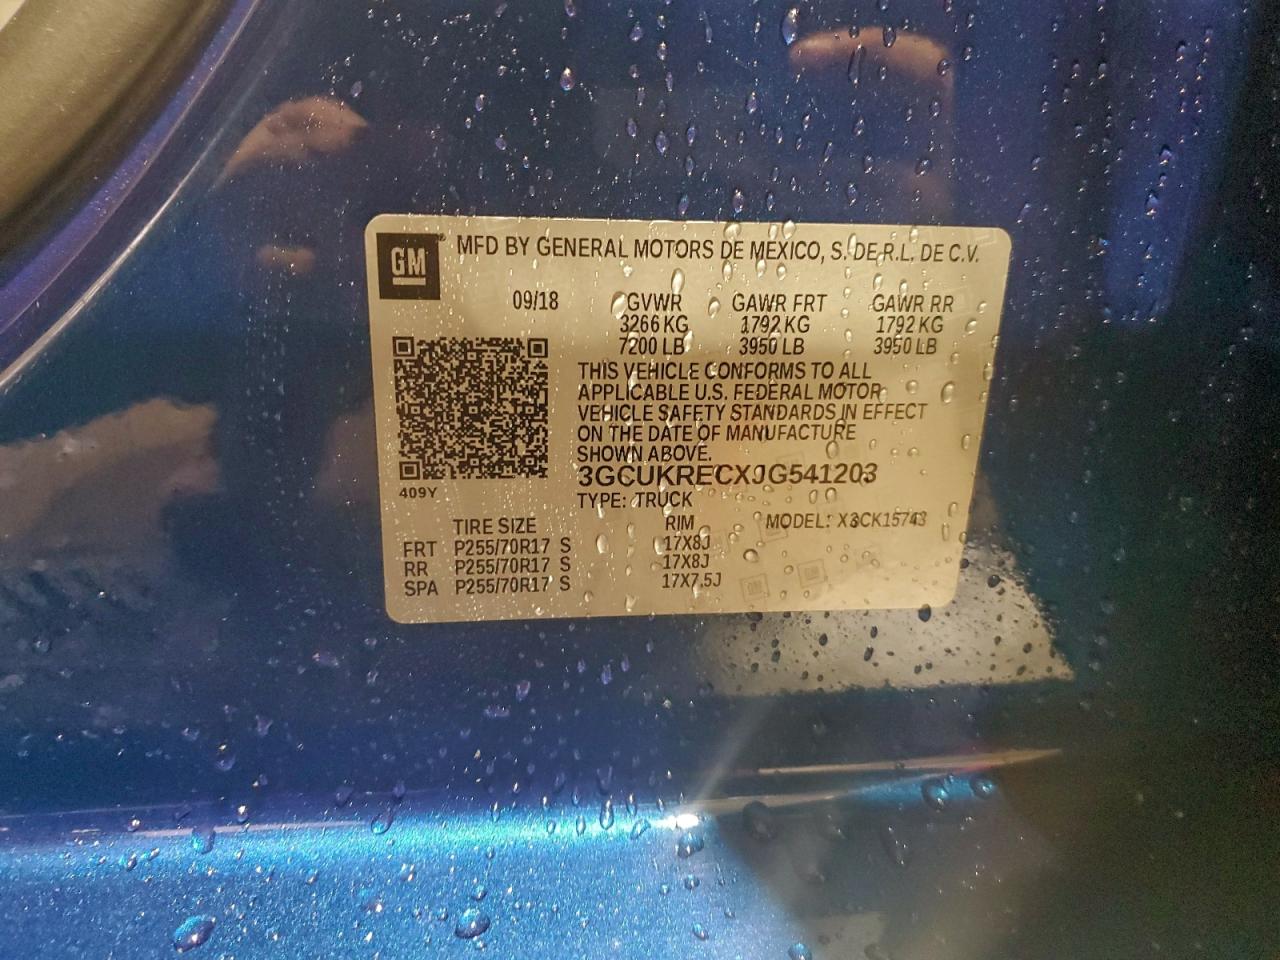 GM® MFD BY GENERAL MOTORS DE MEXICO, S. DE R.L. DE C.V.
09/18 GVWR GAWR FRT GAWR RR
3266 KG 1792 KG 1792 KG
7200 LB 3950 LB 3950 LB
THIS VEHICLE CONFORMS TO ALL
APPLICABLE U.S. FEDERAL MOTOR
VEHICLE SAFETY STANDARDS IN EFFECT
ON THE DATE OF MANUFACTURE
SHOWN ABOVE.
3GCUKRECXJG541203
409Y
TYPE: TRUCK
TIRE SIZE RIM MODEL: X3CK15743
FRT P255/70R17 S 17X8J
RR P255/70R17 S 17X8J
SPA P255/70R17 S 17X7.5J